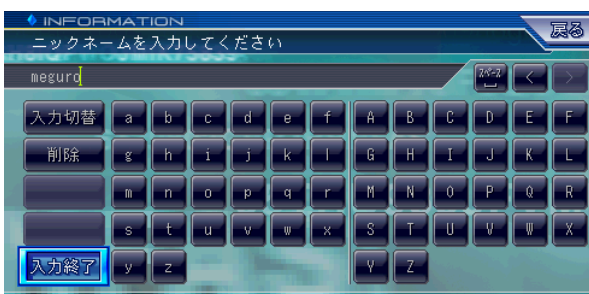 INFORMATION
戻る
ニックネームを入力してください
meguro
スペース < >
入力切替 a b c d e f A B C D E F
削除 g h i j k l G H I J K L
m n o p q r M N O P Q R
s t u v w x S T U V W X
入力終了 y z Y Z